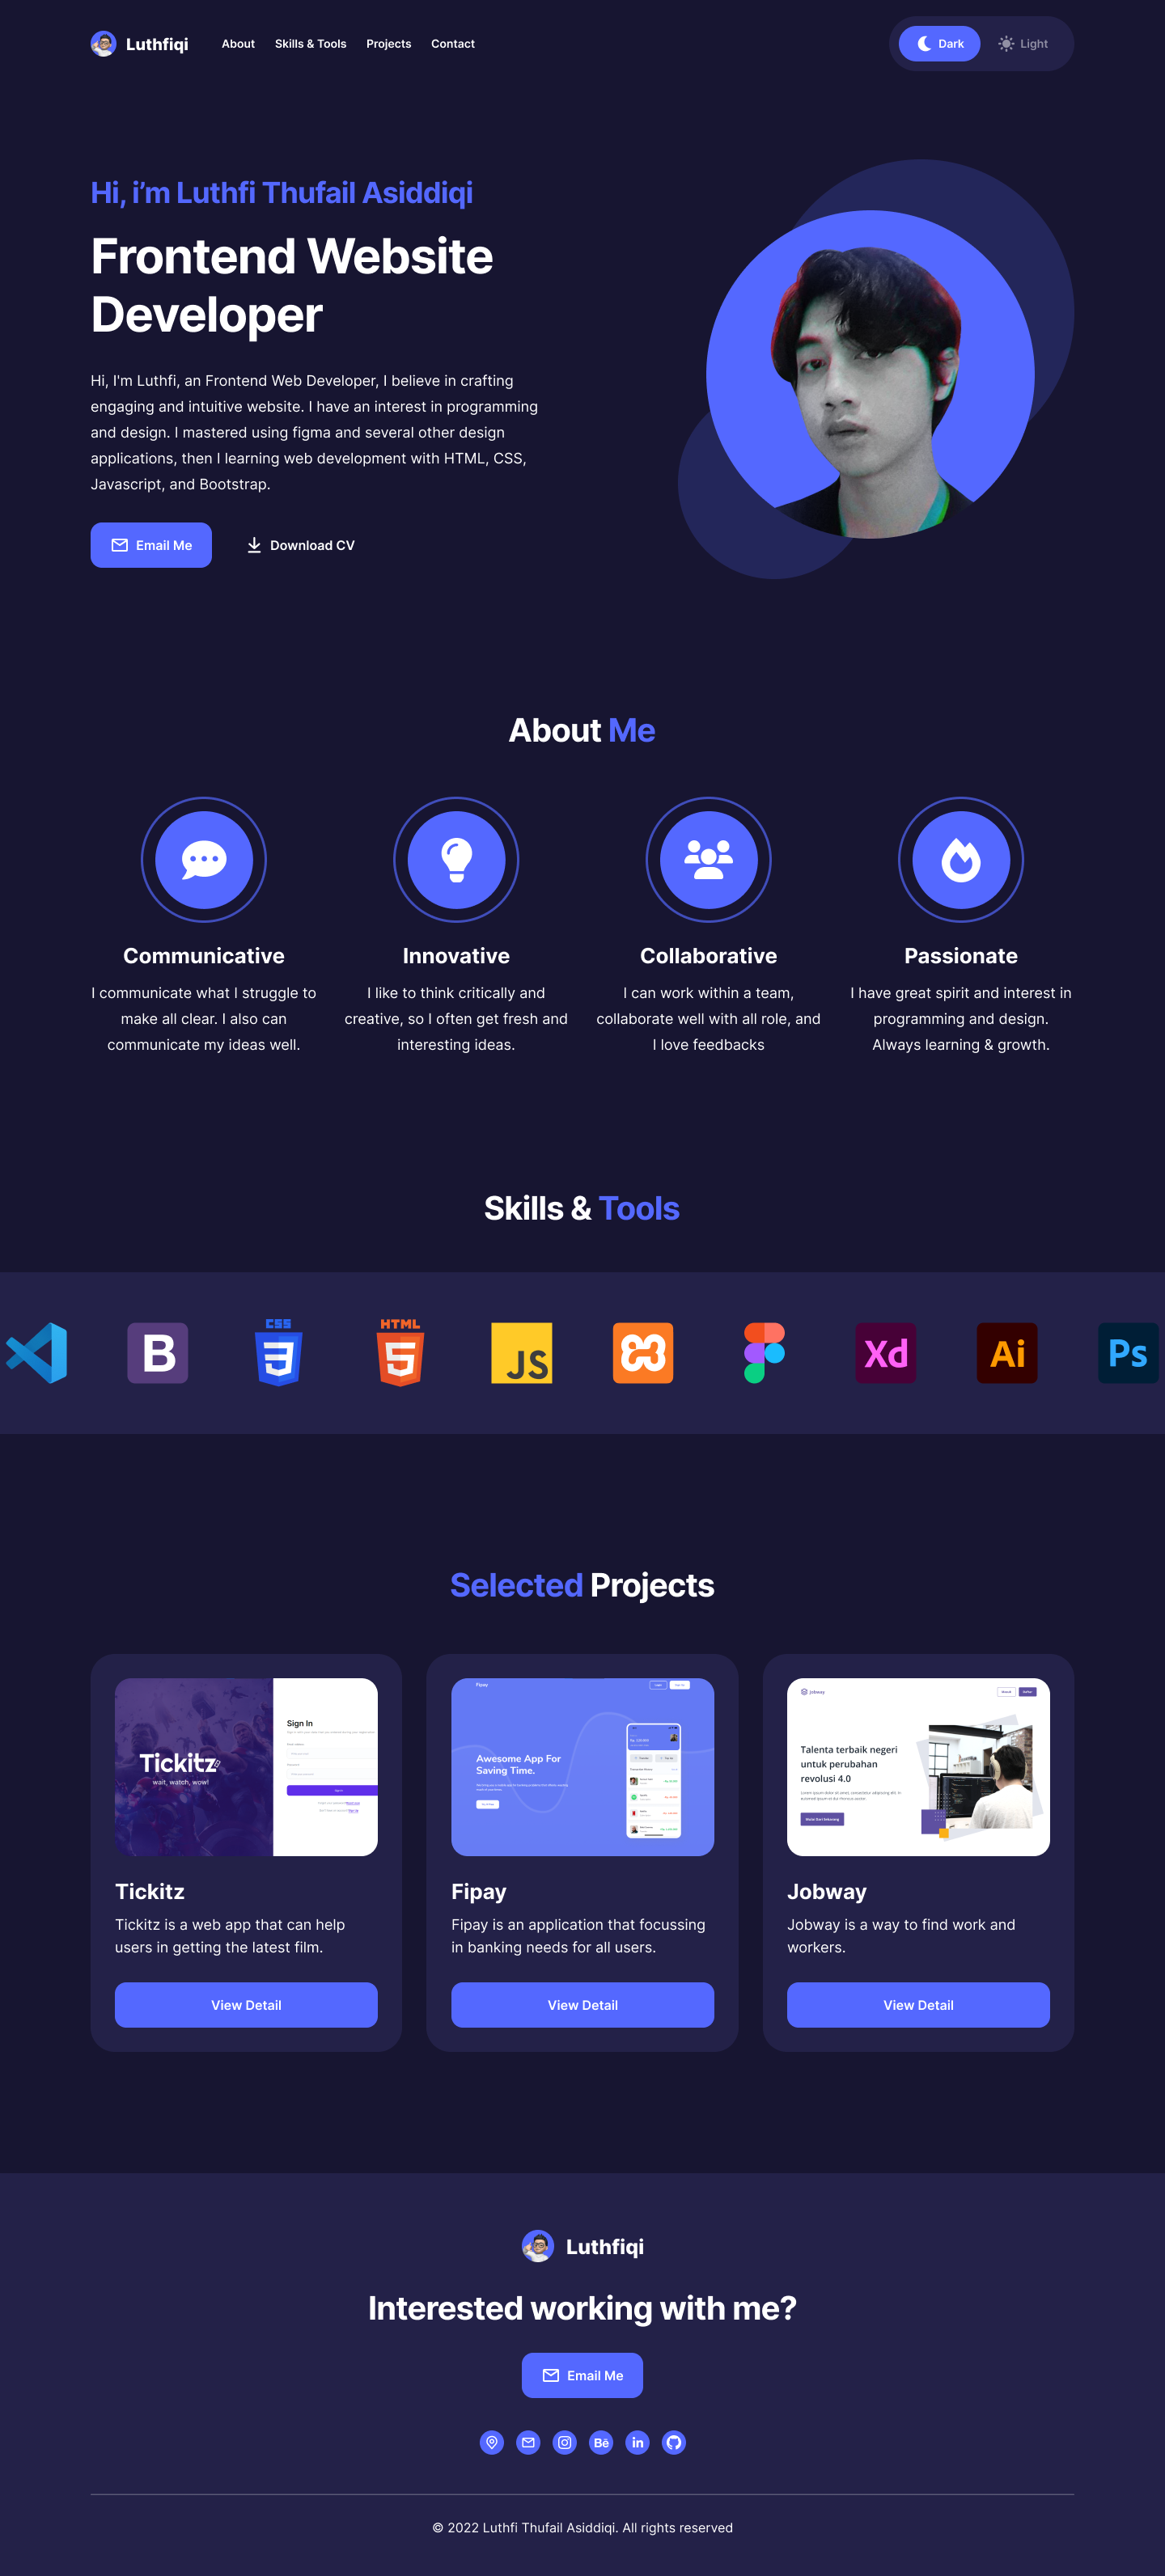 Luthfiqi
About
Skills & Tools
Projects
Contact
Dark
Light
Hi, i’m Luthfi Thufail Asiddiqi
Frontend Website
Developer
Hi, I'm Luthfi, an Frontend Web Developer, I believe in crafting
engaging and intuitive website. I have an interest in programming
and design. I mastered using figma and several other design
applications, then I learning web development with HTML, CSS,
Javascript, and Bootstrap.
Email Me
Download CV
About Me
Communicative
I communicate what I struggle to
make all clear. I also can
communicate my ideas well.
Innovative
I like to think critically and
creative, so I often get fresh and
interesting ideas.
Collaborative
I can work within a team,
collaborate well with all role, and
I love feedbacks
Passionate
I have great spirit and interest in
programming and design.
Always learning & growth.
Skills & Tools
B
CSS
3
HTML
5
JS
Xd
Ai
Ps
Selected Projects
Tickitz
wait, watch, wow!
Sign In
Tickitz
Tickitz is a web app that can help
users in getting the latest film.
View Detail
Fipay
Awesome App For
Saving Time.
Fipay
Fipay is an application that focussing
in banking needs for all users.
View Detail
Jobway
Talenta terbaik negeri
untuk perubahan
revolusi 4.0
Jobway
Jobway is a way to find work and
workers.
View Detail
Luthfiqi
Interested working with me?
Email Me
Bē
in
© 2022 Luthfi Thufail Asiddiqi. All rights reserved